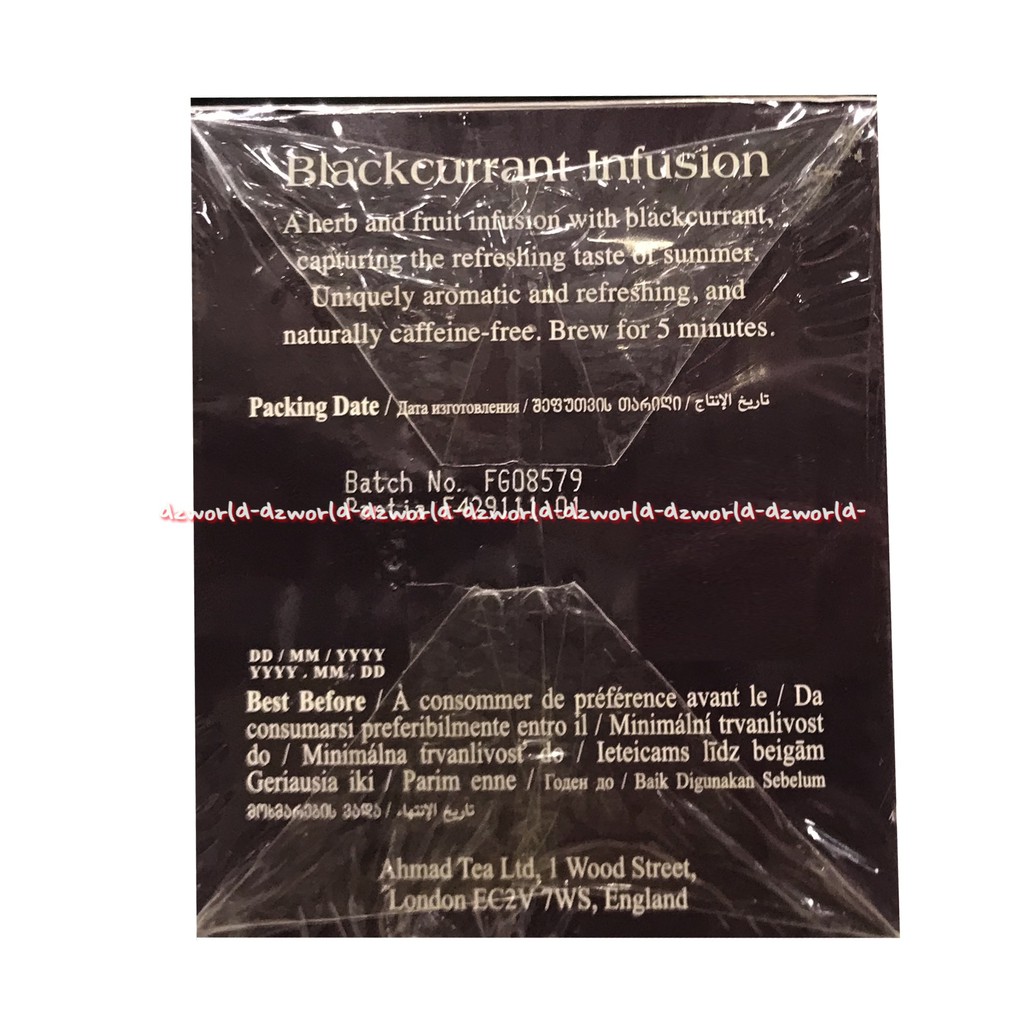 Blackcurrant Infusion
A herb and fruit infusion with blackcurrant,
capturing the refreshing taste of summer.
Uniquely aromatic and refreshing, and
naturally caffeine-free. Brew for 5 minutes.
Packing Date / Дата изготовления / შეფუთვის თარიღი / تاريخ الإنتاج
Batch No. FG08579
dzworld-dzworld-dzworld-dzworld-dzworld-dzworld-dzworld-
DD / MM / YYYY
YYYY . MM . DD
Best Before / À consommer de préférence avant le / Da
consumarsi preferibilmente entro il / Minimální trvanlivost
do / Minimálna trvanlivosť do / Ieteicams līdz beigām
Geriausia iki / Parim enne / Годен до / Baik Digunakan Sebelum
მოხმარების ვადა / تاريخ الإنتهاء
Ahmad Tea Ltd, 1 Wood Street,
London EC2V 7WS, England